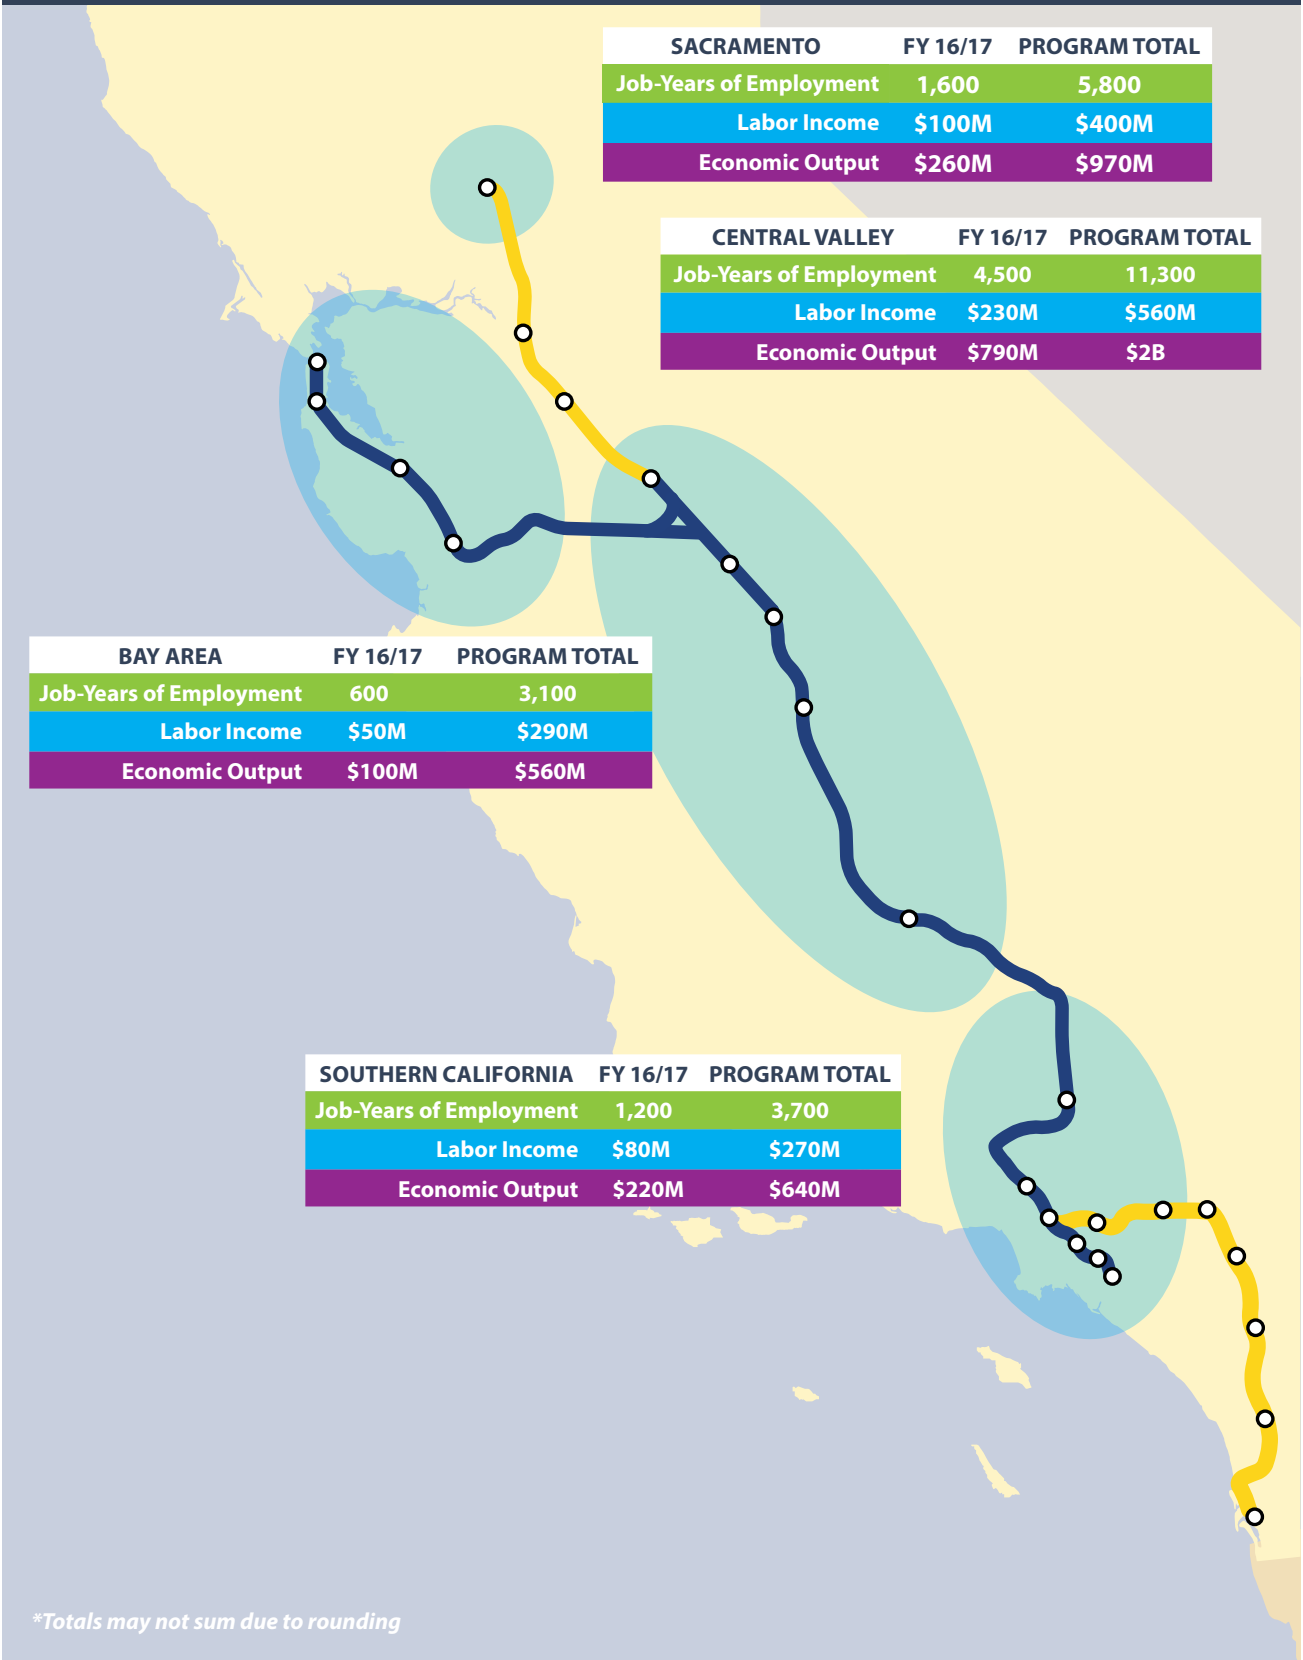 SACRAMENTO FY 16/17 PROGRAM TOTAL
Job-Years of Employment 1,600 5,800
Labor Income $100M $400M
Economic Output $260M $970M
CENTRAL VALLEY FY 16/17 PROGRAM TOTAL
Job-Years of Employment 4,500 11,300
Labor Income $230M $560M
Economic Output $790M $2B
BAY AREA FY 16/17 PROGRAM TOTAL
Job-Years of Employment 600 3,100
Labor Income $50M $290M
Economic Output $100M $560M
SOUTHERN CALIFORNIA FY 16/17 PROGRAM TOTAL
Job-Years of Employment 1,200 3,700
Labor Income $80M $270M
Economic Output $220M $640M
*Totals may not sum due to rounding